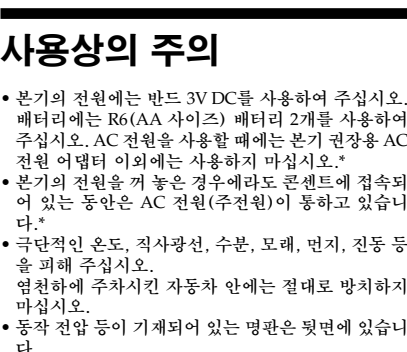 사용상의 주의
• 본기의 전원에는 반드 3V DC를 사용하여 주십시오.
배터리에는 R6(AA 사이즈) 배터리 2개를 사용하여
주십시오. AC 전원을 사용할 때에는 본기 권장용 AC
전원 어댑터 이외에는 사용하지 마십시오.*
• 본기의 전원을 꺼 놓은 경우에라도 콘센트에 접속되
어 있는 동안은 AC 전원(주전원)이 통하고 있습니
다.*
• 극단적인 온도, 직사광선, 수분, 모래, 먼지, 진동 등
을 피해 주십시오.
염천하에 주차시킨 자동차 안에는 절대로 방치하지
마십시오.
• 동작 전압 등이 기재되어 있는 명판은 뒷면에 있습니
다